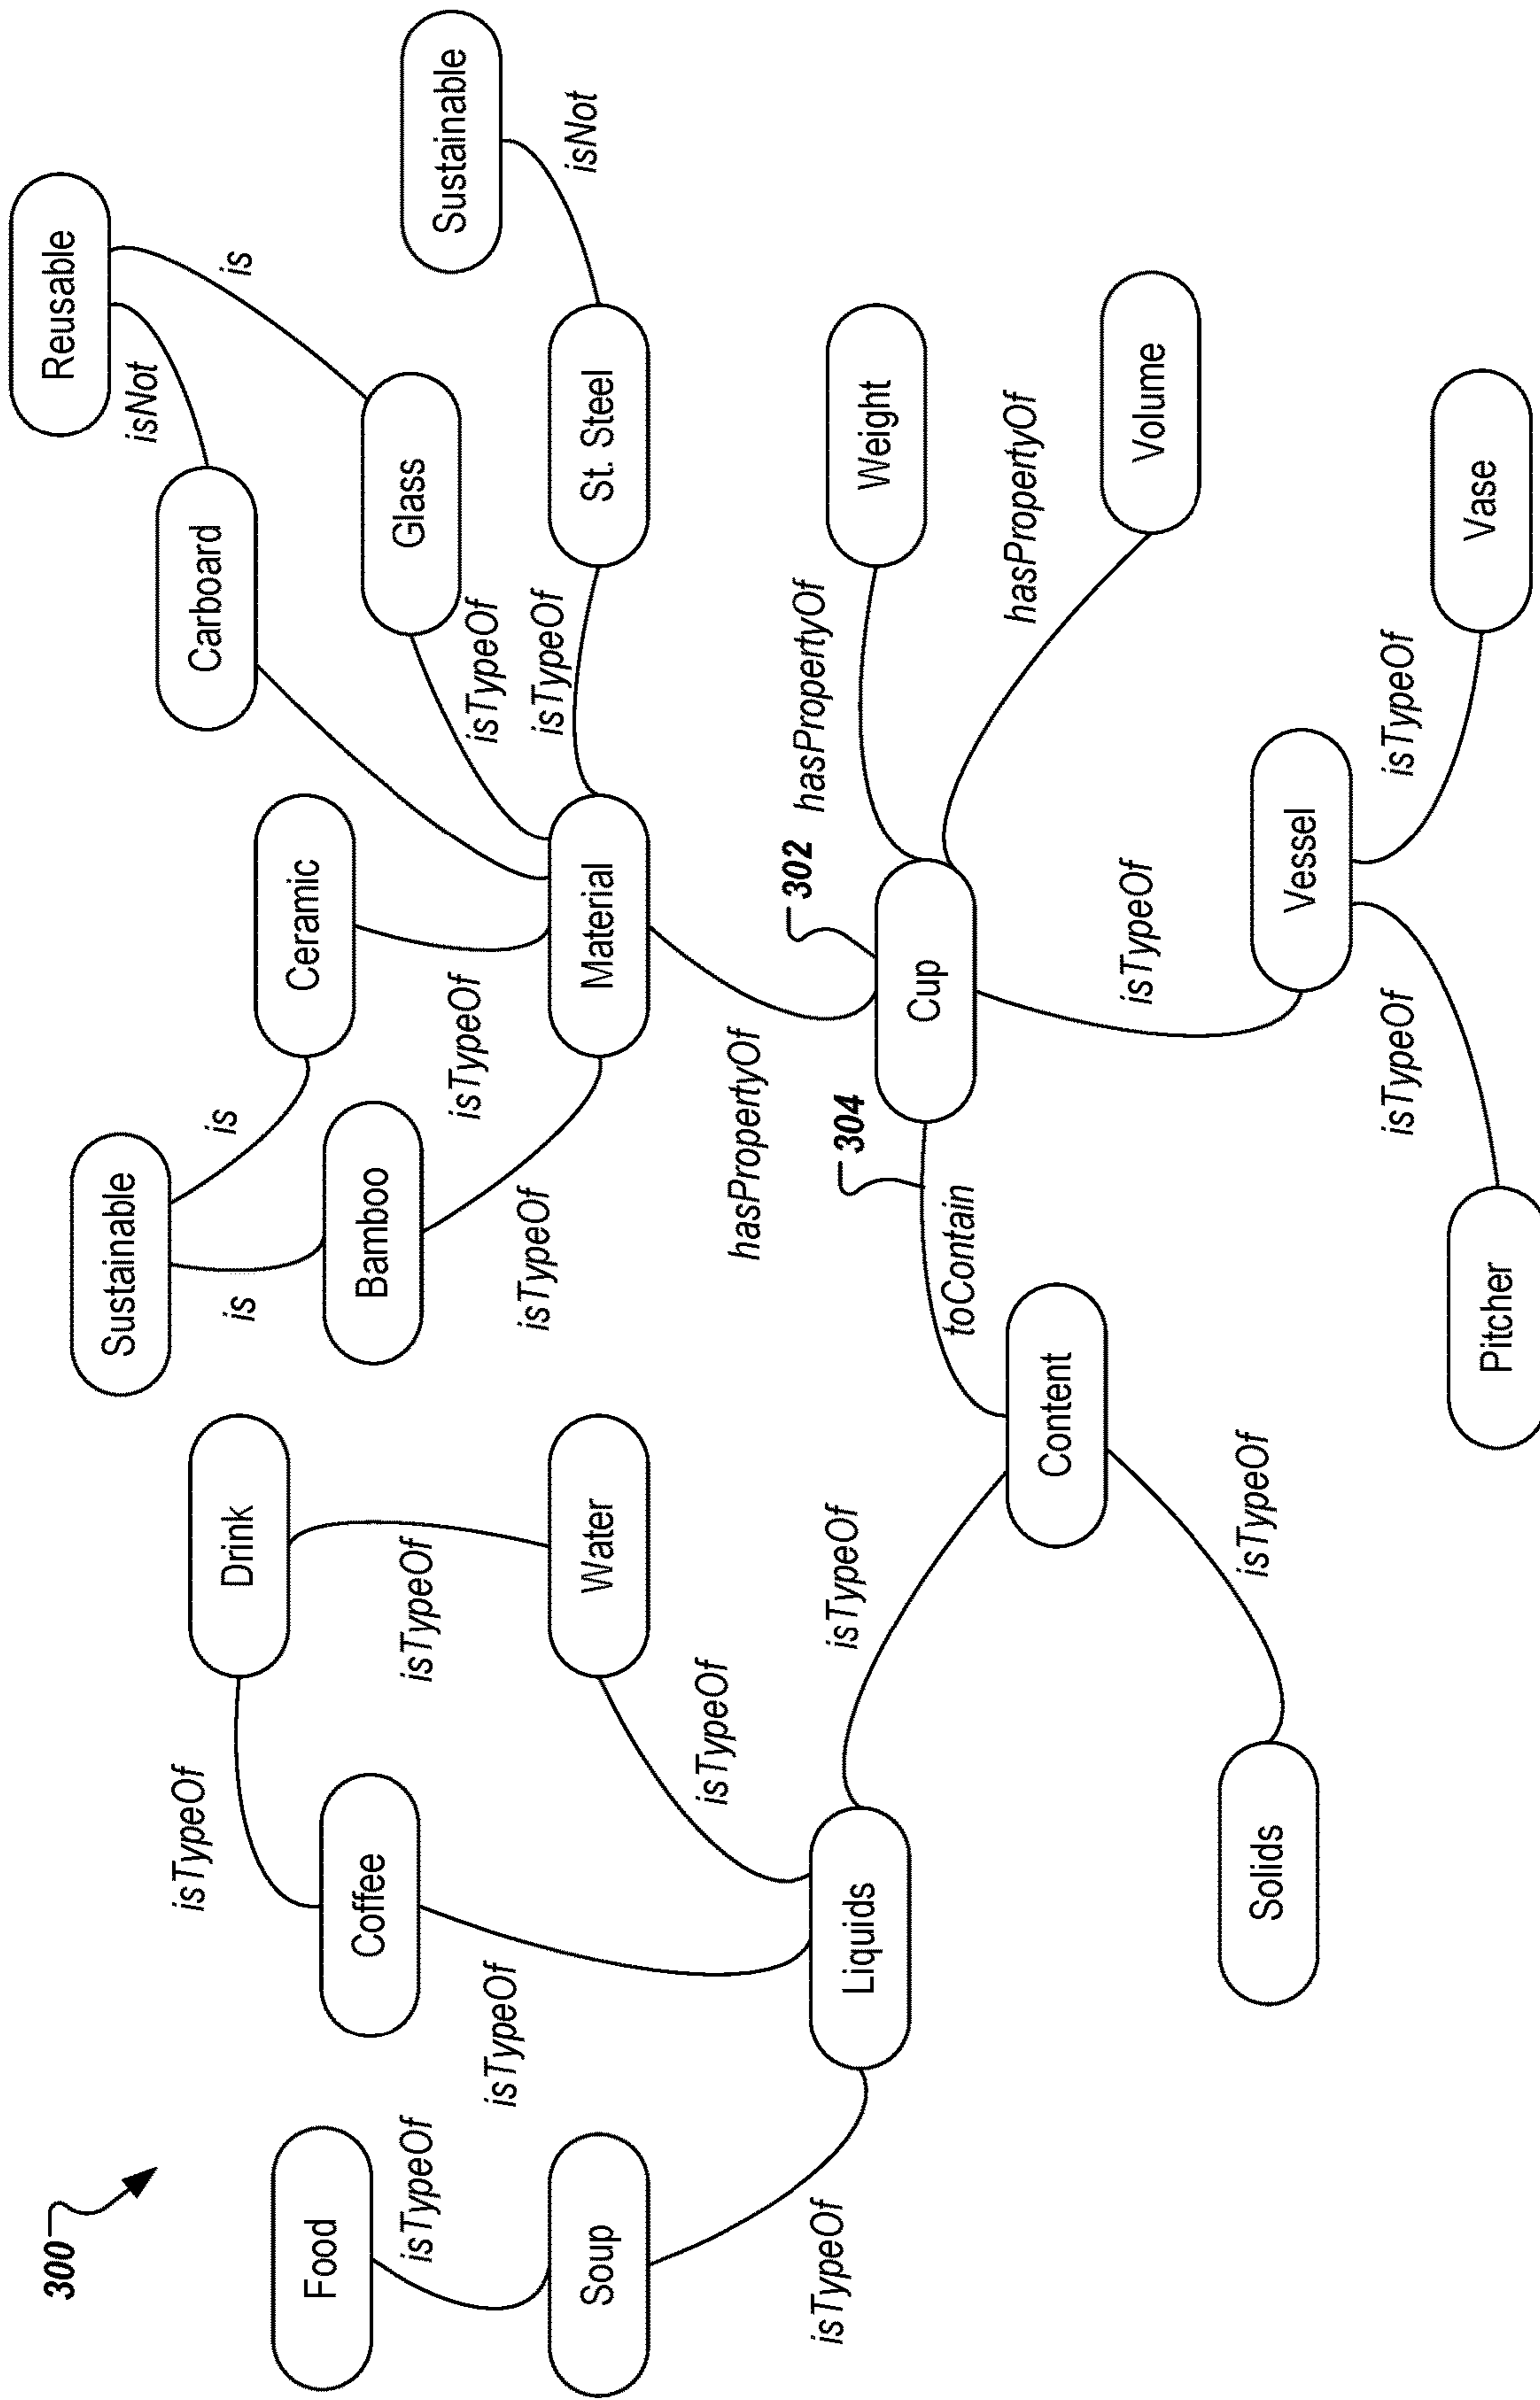 300
Food
isTypeOf
Soup
isTypeOf
isTypeOf
Coffee
isTypeOf
Drink
isTypeOf
Water
isTypeOf
Liquids
isTypeOf
Content
isTypeOf
Solids
toContain
304
Sustainable
is
is
Bamboo
Ceramic
isTypeOf
isTypeOf
Material
hasPropertyOf
Carboard
isNot
Reusable
is
Glass
isTypeOf
isTypeOf
St. Steel
isNot
Sustainable
302
Cup
hasPropertyOf
Weight
hasPropertyOf
Volume
isTypeOf
Vessel
isTypeOf
isTypeOf
Pitcher
Vase